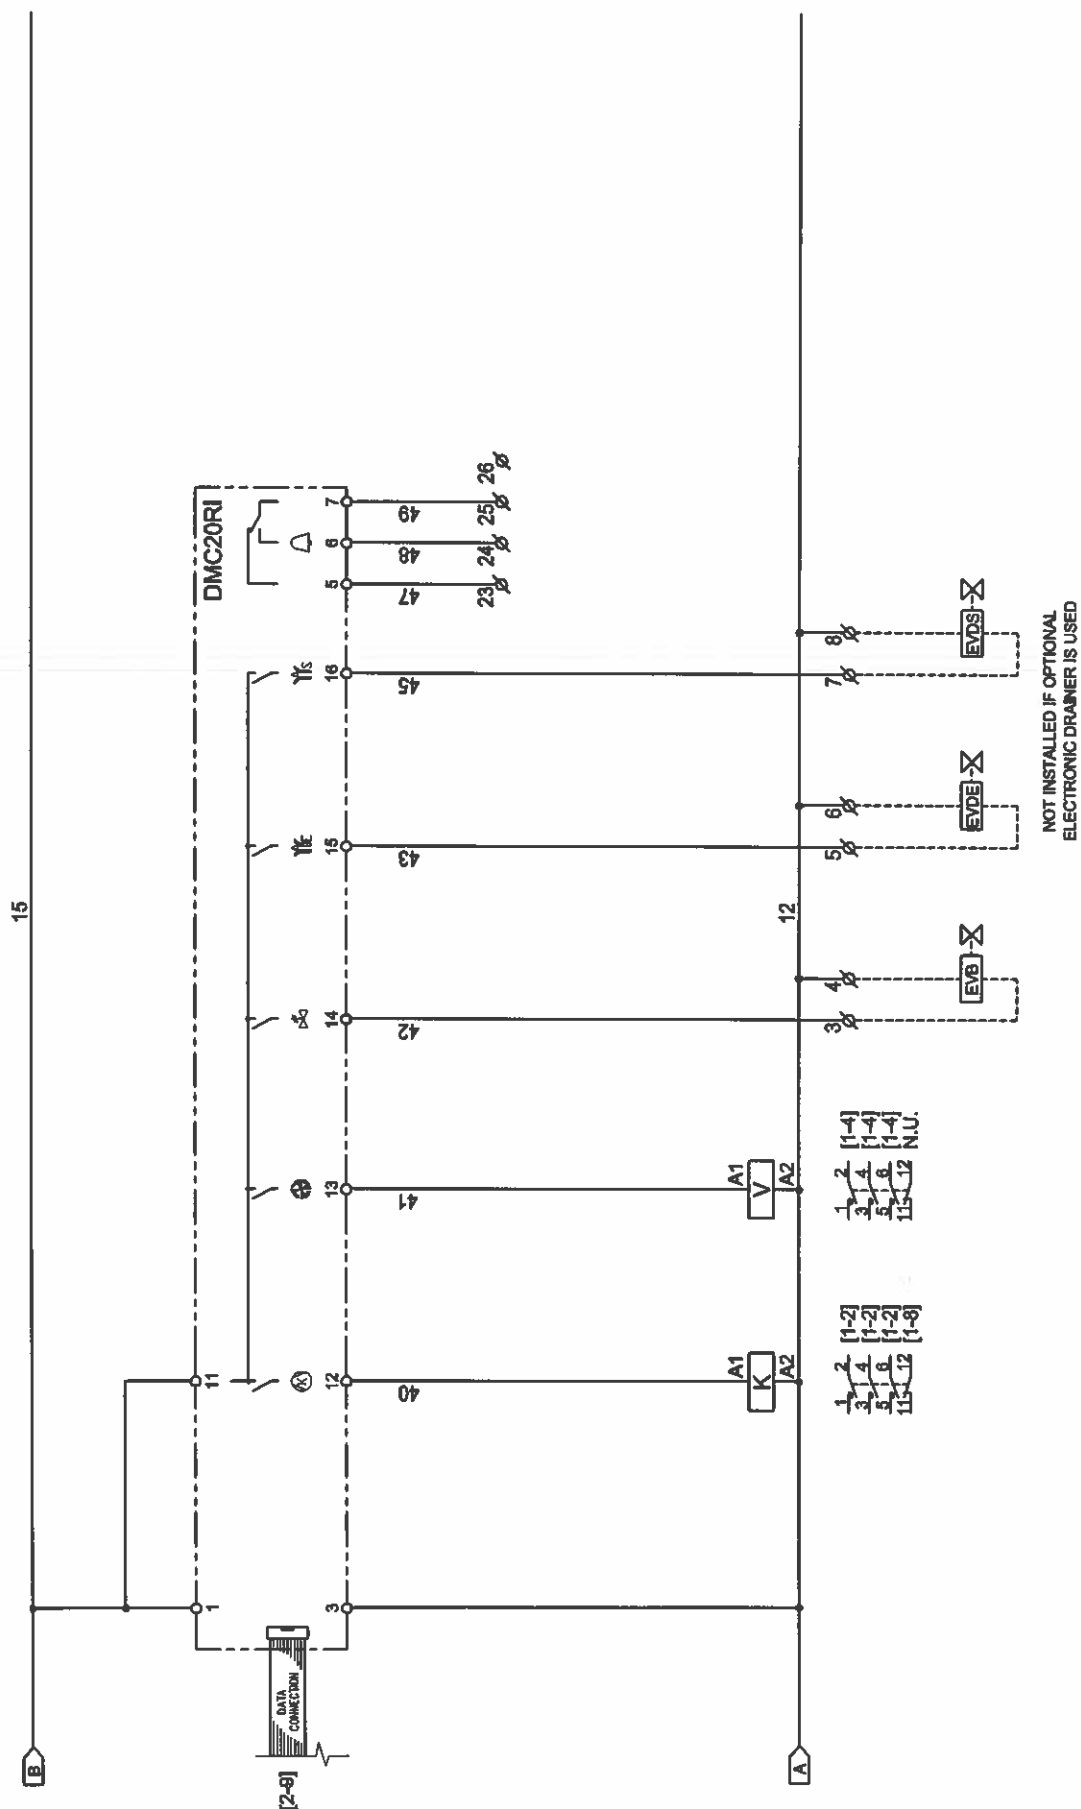 B
15
DATA
CONNECTION
[2-9]
DMC20RI
1
11
3
12
13
14
15
E
16
S
5
6
7
40
41
42
43
45
47
48
49
23
24
25
26
A1
K
A2
A1
V
A2
A
12
3
4
5
6
7
8
1 2 [1-2]
3 4 [1-2]
5 6 [1-2]
11 12 [1-8]
1 2 [1-4]
3 4 [1-4]
5 6 [1-4]
11 12 N.U.
EVB
EVDE
EVDS
NOT INSTALLED IF OPTIONAL
ELECTRONIC DRAINER IS USED